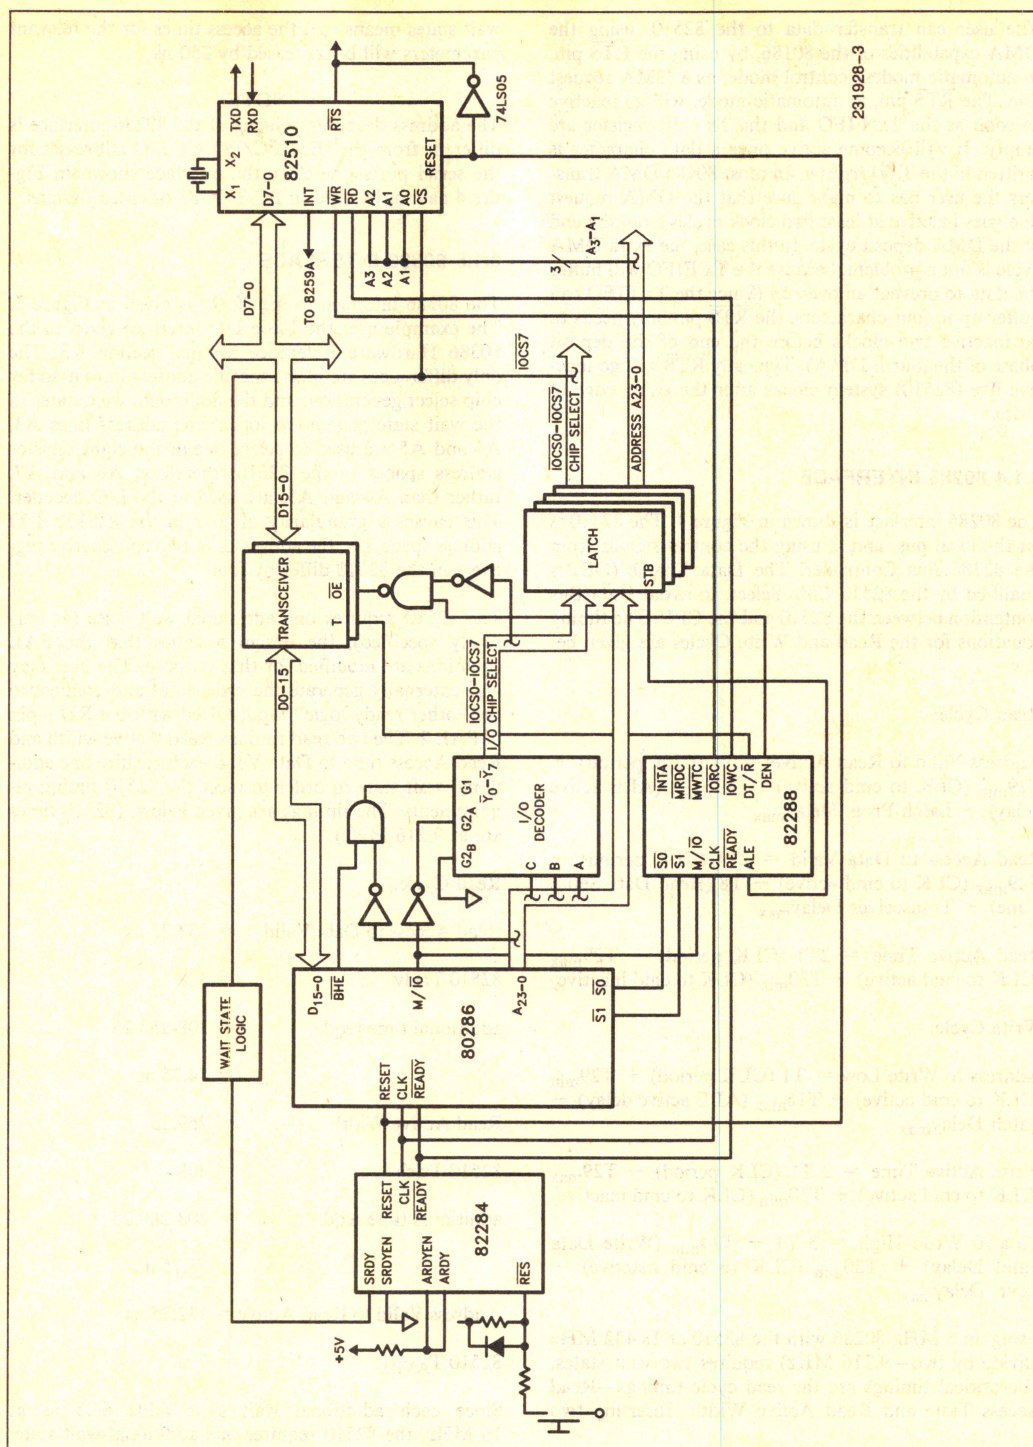 WAIT STATE
LOGIC
+5V
SRDY
SRDYEN
ARDYEN
ARDY
RES
82284
RESET
CLK
READY
RESET
CLK
READY
80286
D15-0
BHE
M/IO
A23-0
S1
S0
D0-15
TRANSCEIVER
OE
D15-0
G2B
G2A
G1
I/O
DECODER
Y0-Y7
C
B
A
IOCS0-IOCS7
I/O CHIP SELECT
LATCH
STB
IOCS0-IOCS7
CHIP SELECT
ADDRESS A23-0
IOCS7
S0
S1
M/IO
CLK
READY
ALE
INTA
MRDC
MWTC
IORC
IOWC
DT/R
DEN
82288
D7-0
TO 8259A
A3
A2
A1
3
A3-A1
X1
X2
D7-0
INT
WR
RD
A2
A1
A0
CS
82510
TXD
RXD
RTS
RESET
74LS05
231928-3